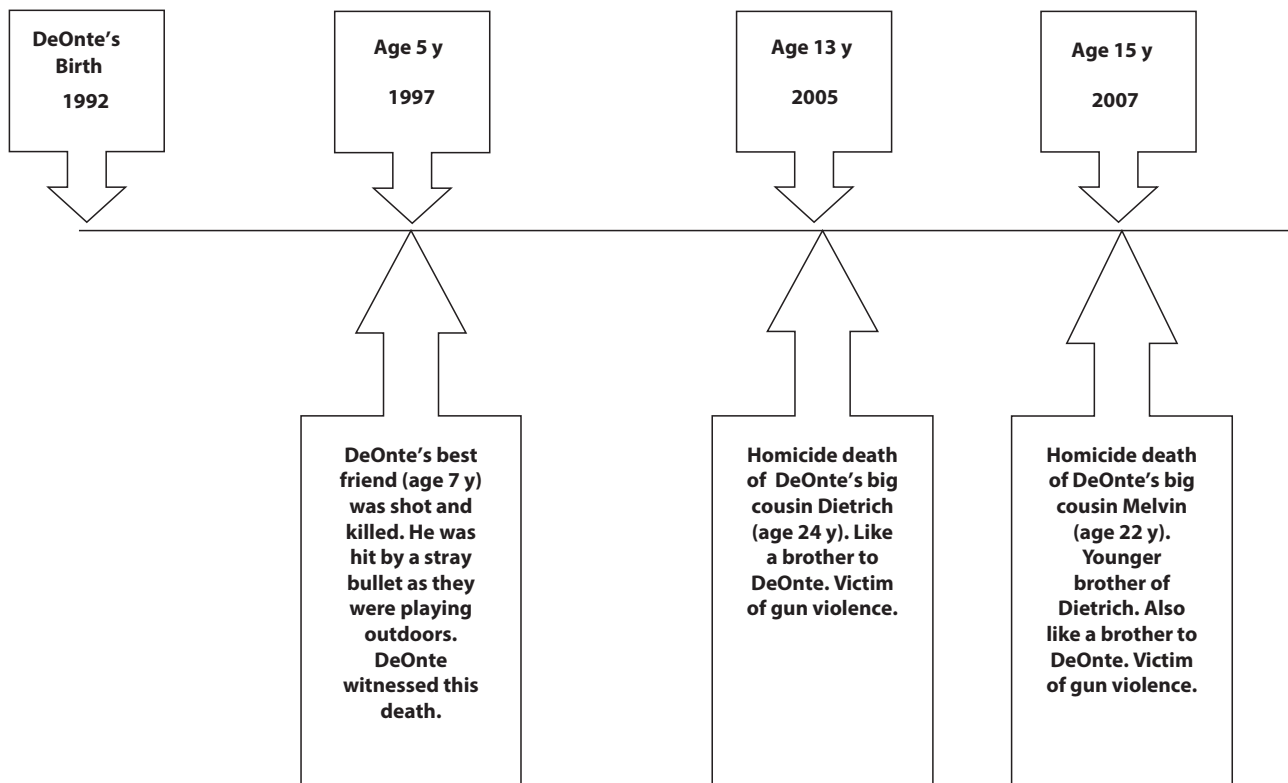 DeOnte's
Birth
1992
Age 5 y
1997
Age 13 y
2005
Age 15 y
2007
DeOnte's best
friend (age 7 y)
was shot and
killed. He was
hit by a stray
bullet as they
were playing
outdoors.
DeOnte
witnessed this
death.
Homicide death
of DeOnte's big
cousin Dietrich
(age 24 y). Like
a brother to
DeOnte. Victim
of gun violence.
Homicide death
of DeOnte's big
cousin Melvin
(age 22 y).
Younger
brother of
Dietrich. Also
like a brother to
DeOnte. Victim
of gun violence.